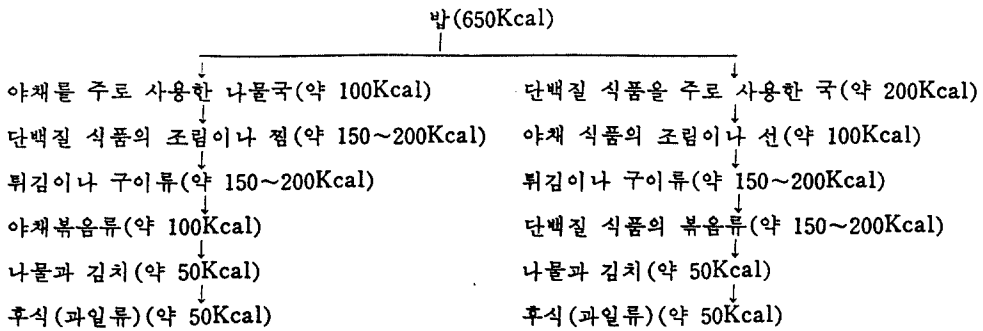 밥(650Kcal)
야채를 주로 사용한 나물국(약 100Kcal)
단백질 식품의 조림이나 찜(약 150~200Kcal)
튀김이나 구이류(약 150~200Kcal)
야채볶음류(약 100Kcal)
나물과 김치(약 50Kcal)
후식(과일류)(약 50Kcal)
단백질 식품을 주로 사용한 국(약 200Kcal)
야채 식품의 조림이나 선(약 100Kcal)
튀김이나 구이류(약 150~200Kcal)
단백질 식품의 볶음류(약 150~200Kcal)
나물과 김치(약 50Kcal)
후식(과일류)(약 50Kcal)